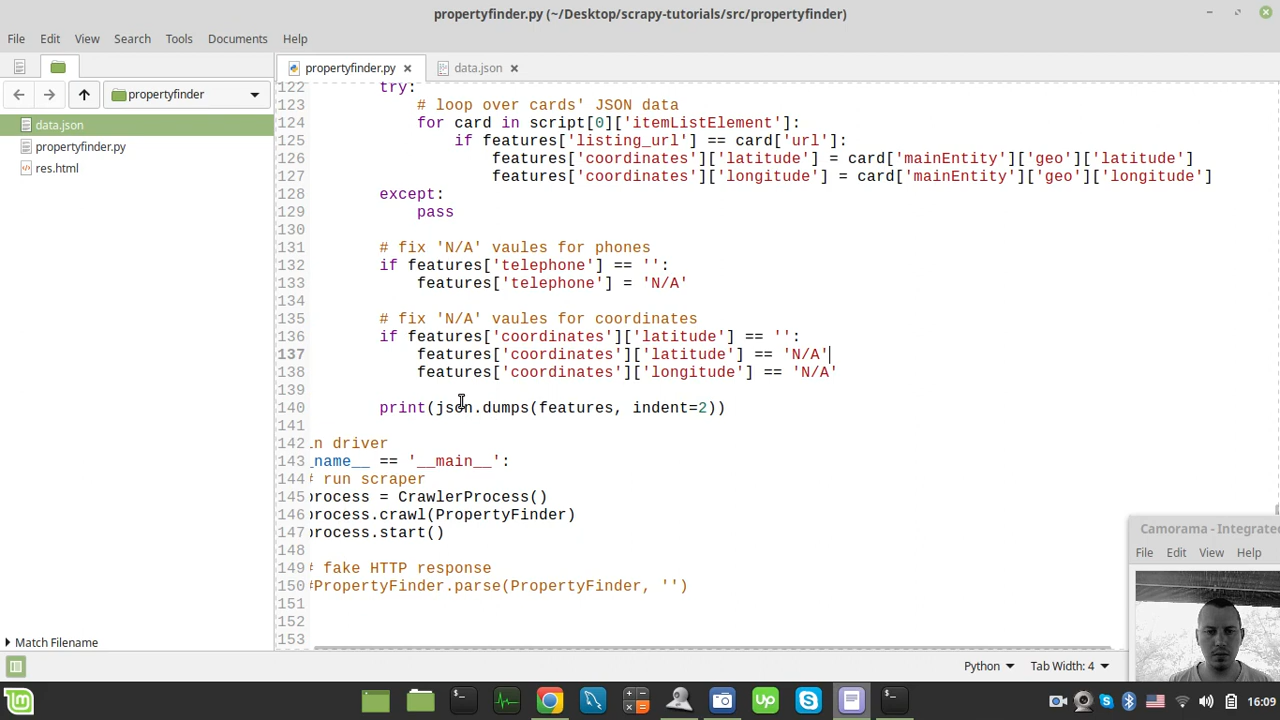 propertyfinder.py (~/Desktop/scrapy-tutorials/src/propertyfinder)
File Edit View Search Tools Documents Help
propertyfinder
data.json
propertyfinder.py
res.html
Match Filename
propertyfinder.py data.json
122 try:
123 # loop over cards' JSON data
124 for card in script[0]['itemListElement']:
125 if features['listing_url'] == card['url']:
126 features['coordinates']['latitude'] = card['mainEntity']['geo']['latitude']
127 features['coordinates']['longitude'] = card['mainEntity']['geo']['longitude']
128 except:
129 pass
130
131 # fix 'N/A' vaules for phones
132 if features['telephone'] == '':
133 features['telephone'] = 'N/A'
134
135 # fix 'N/A' vaules for coordinates
136 if features['coordinates']['latitude'] == '':
137 features['coordinates']['latitude'] == 'N/A'
138 features['coordinates']['longitude'] == 'N/A'
139
140 print(json.dumps(features, indent=2))
141
142 in driver
143 _name__ == '__main__':
144 # run scraper
145 process = CrawlerProcess()
146 process.crawl(PropertyFinder)
147 process.start()
148
149 # fake HTTP response
150 #PropertyFinder.parse(PropertyFinder, '')
151
152
153
Camorama - Integrated
File Edit View Help
Python Tab Width: 4
16:09